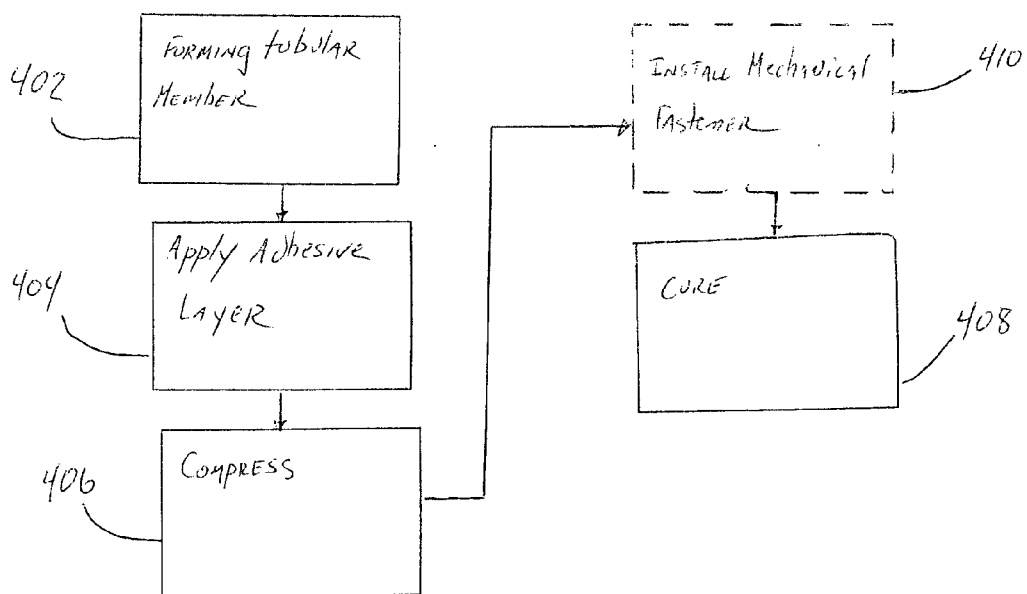 Forming tubular
Member
402
Apply Adhesive
Layer
404
Compress
406
Install Mechanical
Fastener
410
Cure
408